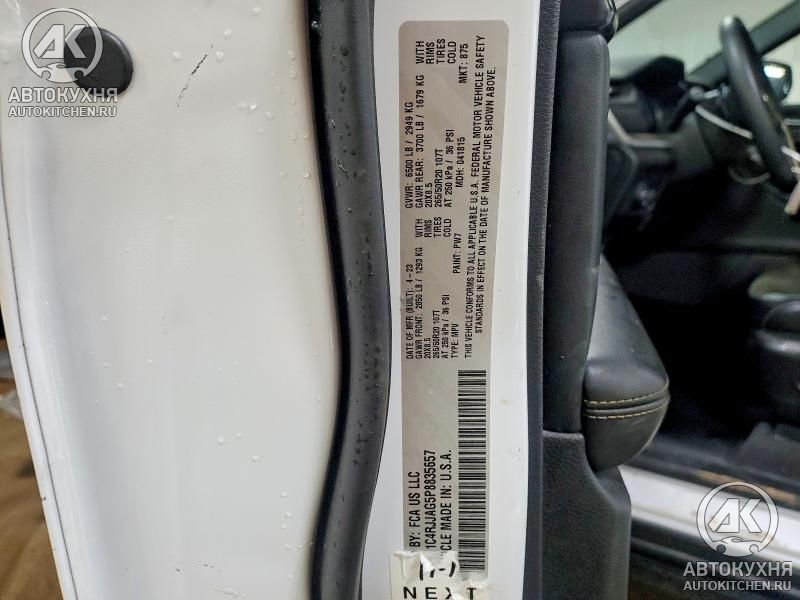 AK
АВТОКУХНЯ
AUTOKITCHEN.RU
BY: FCA US LLC
DATE OF MFR (BUILT): 4-23
GVWR: 6500 LB / 2949 KG
GAWR FRONT: 2850 LB / 1293 KG WITH
GAWR REAR: 3700 LB / 1679 KG WITH
20X8.5 RIMS
20X8.5 RIMS
265/50R20 107T TIRES
265/50R20 107T TIRES
AT 250 kPa / 36 PSI COLD
AT 250 kPa / 36 PSI COLD
TYPE: MPV
PAINT: PW7
MDH: 041815
MKT: 875
THIS VEHICLE CONFORMS TO ALL APPLICABLE U.S.A. FEDERAL MOTOR VEHICLE SAFETY
STANDARDS IN EFFECT ON THE DATE OF MANUFACTURE SHOWN ABOVE.
1C4RJJAG5P8835657
MADE IN: U.S.A.
NEXT
AK
АВТОКУХНЯ
AUTOKITCHEN.RU